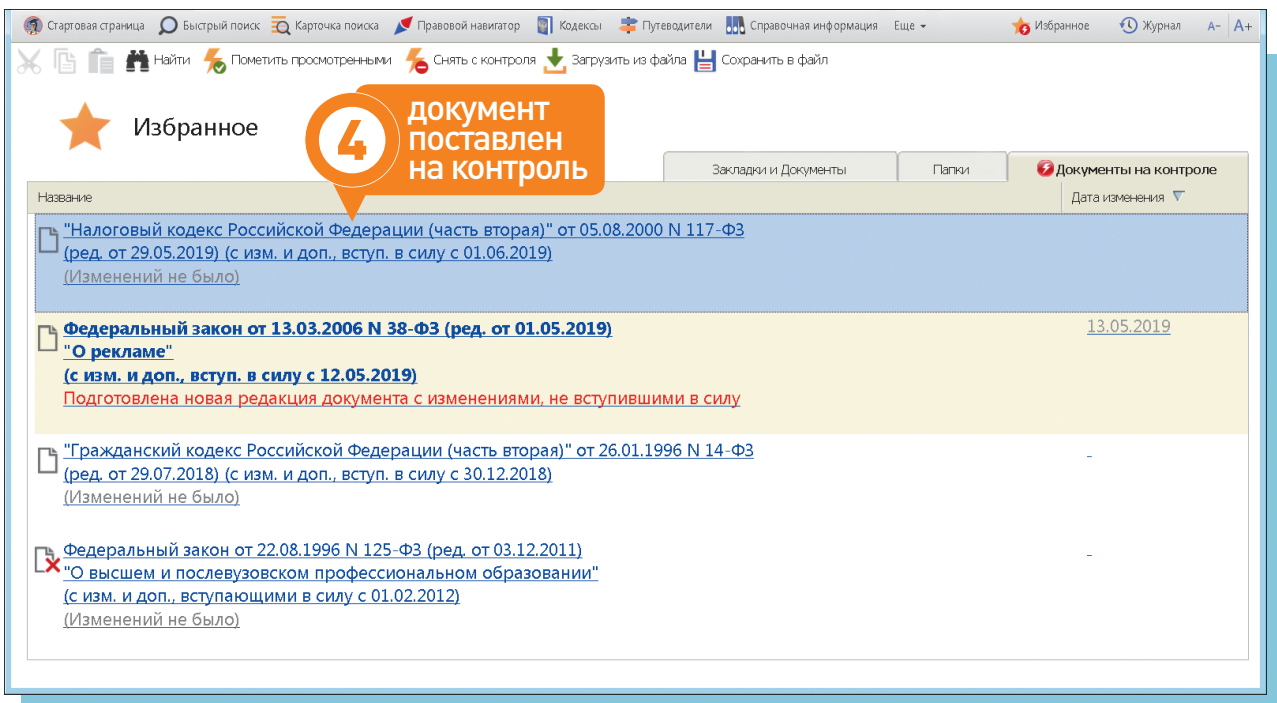 Стартовая страница Быстрый поиск Карточка поиска Правовой навигатор Кодексы Путеводители Справочная информация Еще Избранное Журнал А- А+
Найти Пометить просмотренными Снять с контроля Загрузить из файла Сохранить в файл
4 документ
поставлен
на контроль
Избранное
Закладки и Документы Папки Документы на контроле
Название Дата изменения
"Налоговый кодекс Российской Федерации (часть вторая)" от 05.08.2000 N 117-ФЗ
(ред. от 29.05.2019) (с изм. и доп., вступ. в силу с 01.06.2019)
(Изменений не было)
Федеральный закон от 13.03.2006 N 38-ФЗ (ред. от 01.05.2019) 13.05.2019
"О рекламе"
(с изм. и доп., вступ. в силу с 12.05.2019)
Подготовлена новая редакция документа с изменениями, не вступившими в силу
"Гражданский кодекс Российской Федерации (часть вторая)" от 26.01.1996 N 14-ФЗ
(ред. от 29.07.2018) (с изм. и доп., вступ. в силу с 30.12.2018)
(Изменений не было)
Федеральный закон от 22.08.1996 N 125-ФЗ (ред. от 03.12.2011)
"О высшем и послевузовском профессиональном образовании"
(с изм. и доп., вступающими в силу с 01.02.2012)
(Изменений не было)